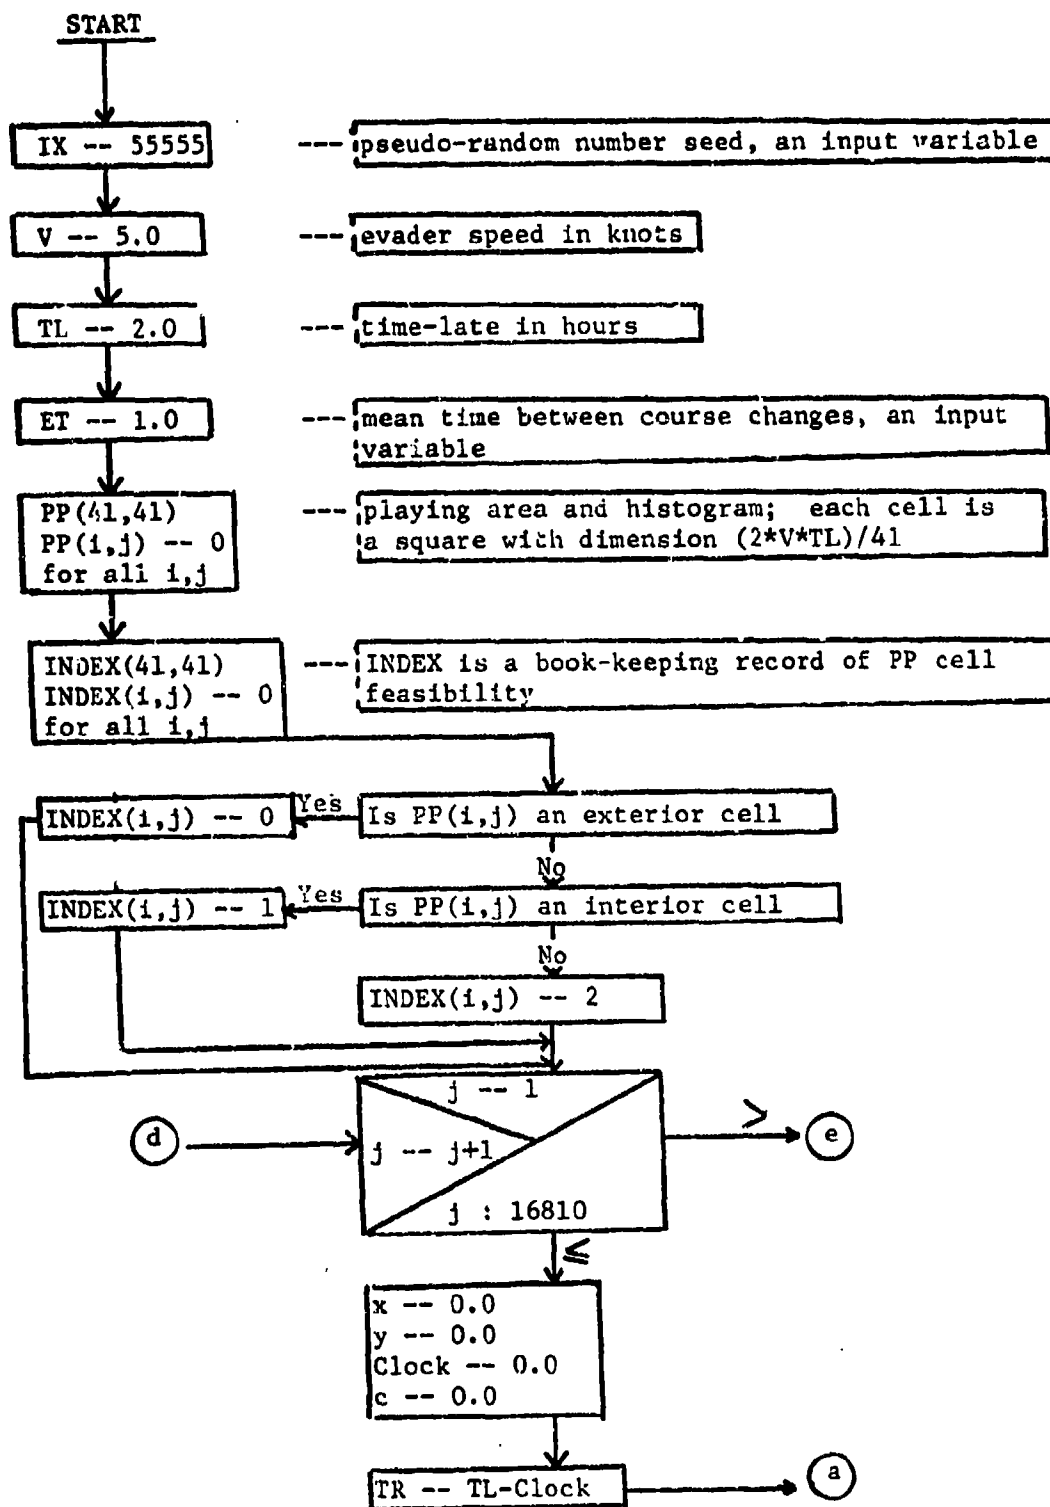 START
IX -- 55555
--- pseudo-random number seed, an input variable
V -- 5.0
--- evader speed in knots
TL -- 2.0
--- time-late in hours
ET -- 1.0
--- mean time between course changes, an input
variable
PP(41,41)
PP(i,j) -- 0
for all i,j
--- playing area and histogram; each cell is
a square with dimension (2*V*TL)/41
INDEX(41,41)
INDEX(i,j) -- 0
for all i,j
--- INDEX is a book-keeping record of PP cell
feasibility
INDEX(i,j) -- 0
Yes
Is PP(i,j) an exterior cell
No
INDEX(i,j) -- 1
Yes
Is PP(i,j) an interior cell
No
INDEX(i,j) -- 2
j -- 1
d
j -- j+1
>
e
j : 16810
≤
x -- 0.0
y -- 0.0
Clock -- 0.0
c -- 0.0
TR -- TL-Clock
a